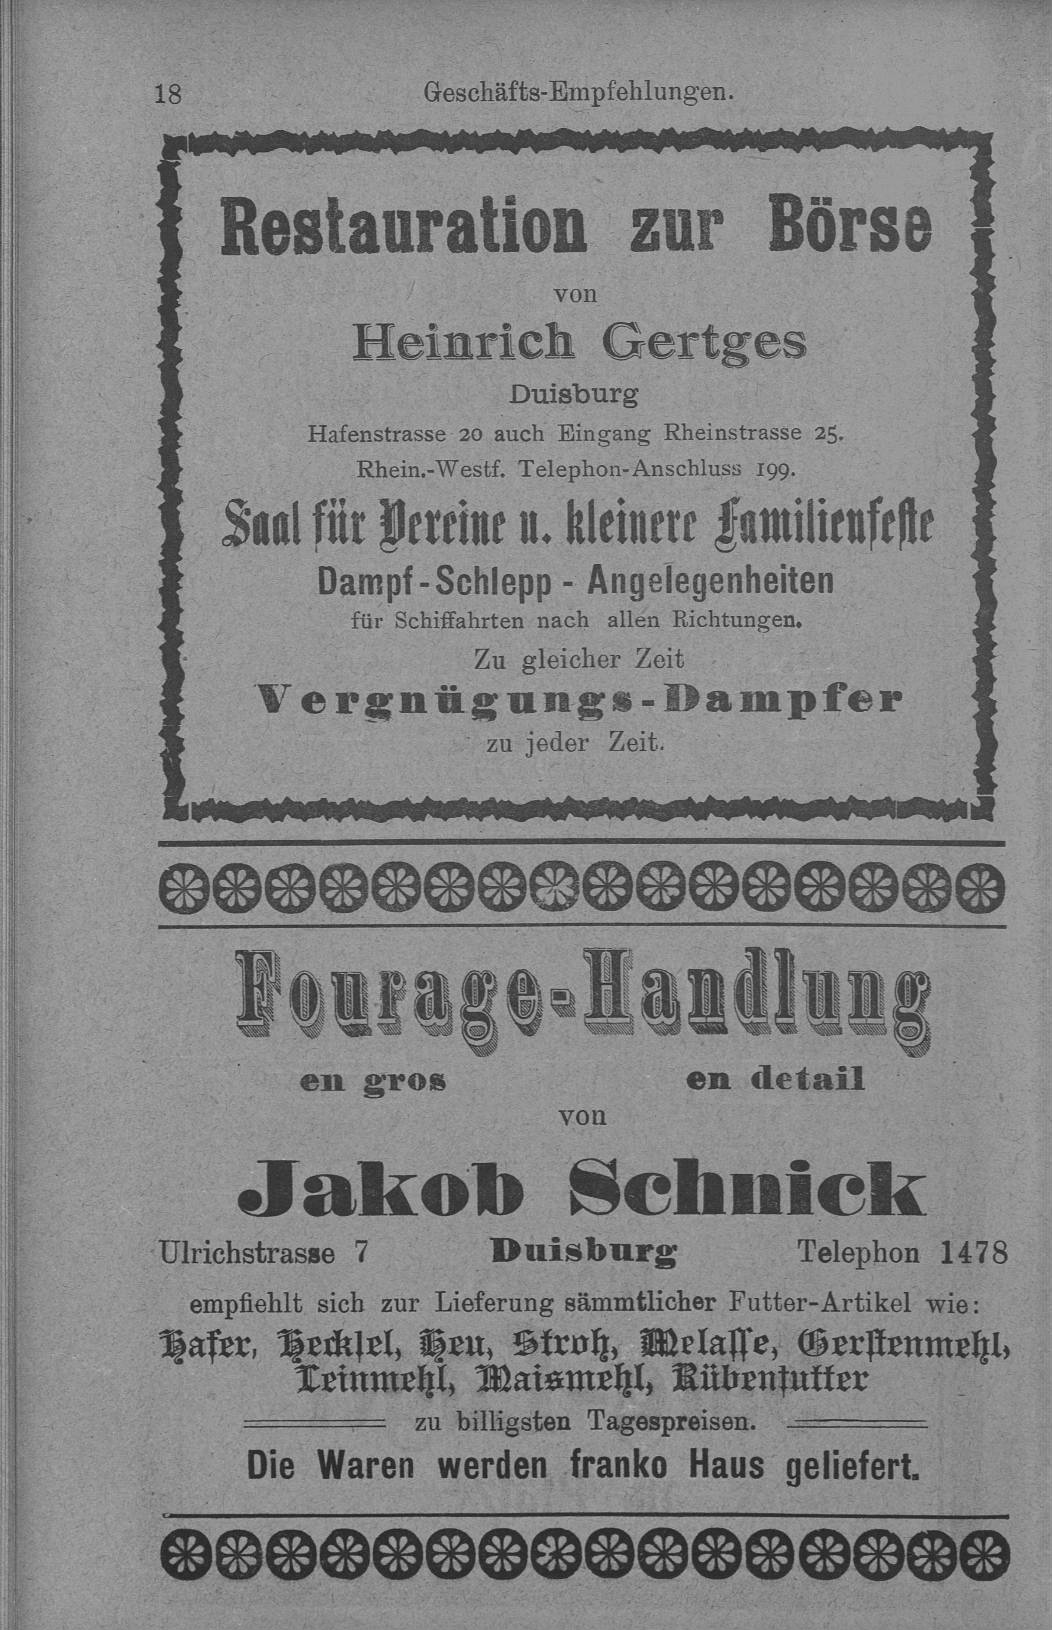 18 Geschäfts-Empfehlungen.
Restauration zur Börse
von
Heinrich Gertges
Duisburg
Hafenstrasse 20 auch Eingang Rheinstrasse 25.
Rhein.-Westf. Telephon-Anschluss 199.
Saal für Vereine u. kleinere Familienfeste
Dampf-Schlepp-Angelegenheiten
für Schiffahrten nach allen Richtungen.
Zu gleicher Zeit
Vergnügungs-Dampfer
zu jeder Zeit.
Fourage-Handlung
en gros en detail
von
Jakob Schnick
Ulrichstrasse 7 Duisburg Telephon 1478
empfiehlt sich zur Lieferung sämmtlicher Futter-Artikel wie:
Hafer, Heckſel, Heu, Stroh, Melaſſe, Gerſtenmehl,
Leinmehl, Maismehl, Rübenfutter
zu billigsten Tagespreisen.
Die Waren werden franko Haus geliefert.